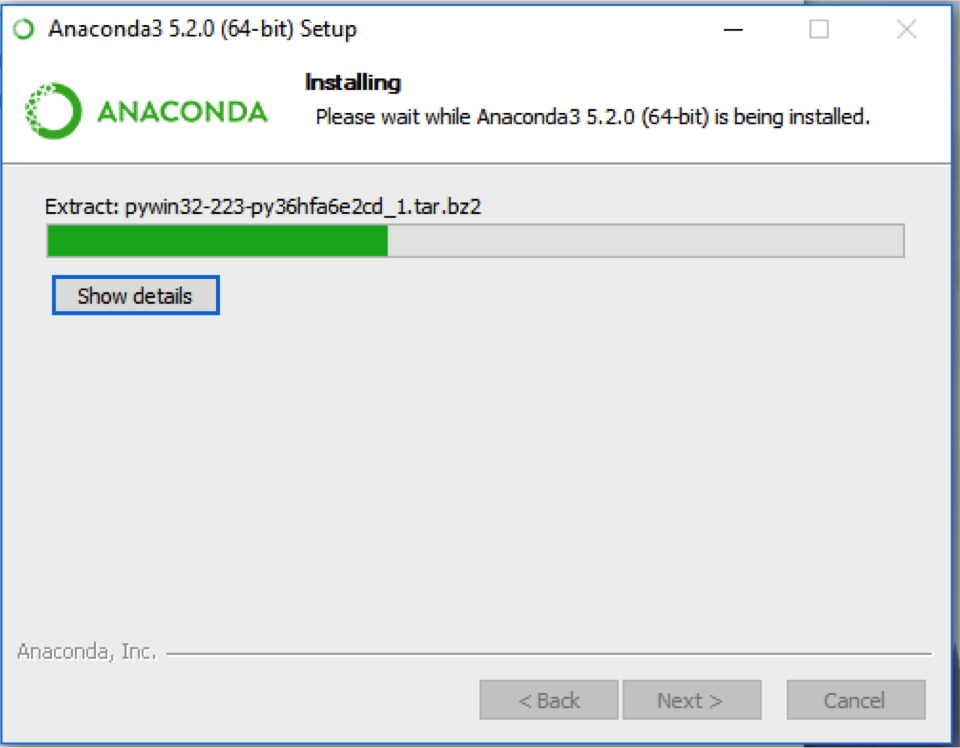 Anaconda3 5.2.0 (64-bit) Setup
Installing
ANACONDA
Please wait while Anaconda3 5.2.0 (64-bit) is being installed.
Extract: pywin32-223-py36hfa6e2cd_1.tar.bz2
Show details
Anaconda, Inc.
< Back
Next >
Cancel